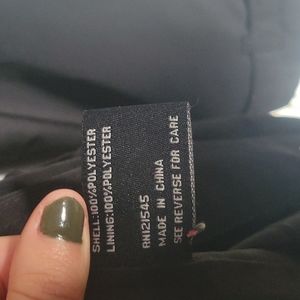 SHELL:100%POLYESTER
LINING:100%POLYESTER
RN121545
MADE IN CHINA
SEE REVERSE FOR CARE